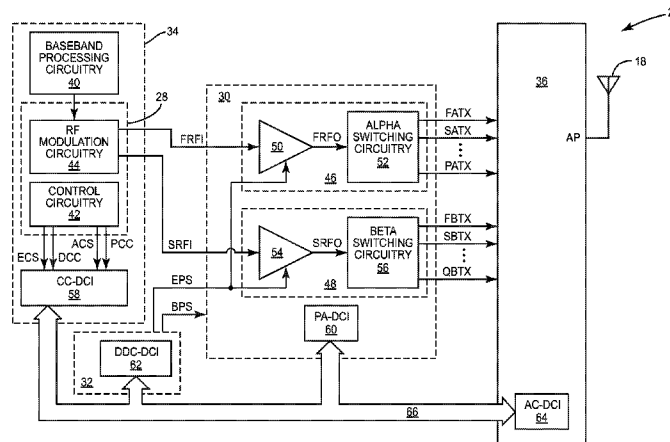 34
BASEBAND
PROCESSING
CIRCUITRY
40
28
RF
MODULATION
CIRCUITRY
44
CONTROL
CIRCUITRY
42
ECS
DCC
ACS
PCC
CC-DCI
58
FRFI
SRFI
EPS
BPS
DDC-DCI
62
32
30
50
FRFO
ALPHA
SWITCHING
CIRCUITRY
52
46
54
SRFO
BETA
SWITCHING
CIRCUITRY
56
48
PA-DCI
60
FATX
SATX
PATX
FBTX
SBTX
QBTX
36
AP
18
AC-DCI
64
66